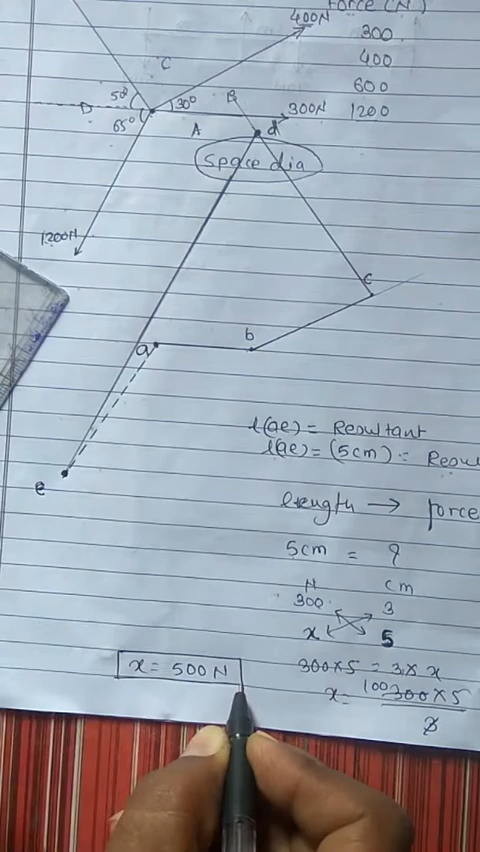 Force (N)
400N
300
C
400
600
50°
B
D
30°
300N
1200
65°
A
d
Space dia
1200N
c
a
b
l(ae) = Resultant
l(ae) = (5cm) =
e
length → force
5cm = ?
N cm
300 3
x 5
x = 500N
300×5 = 3×x
x = 100 300×5
3